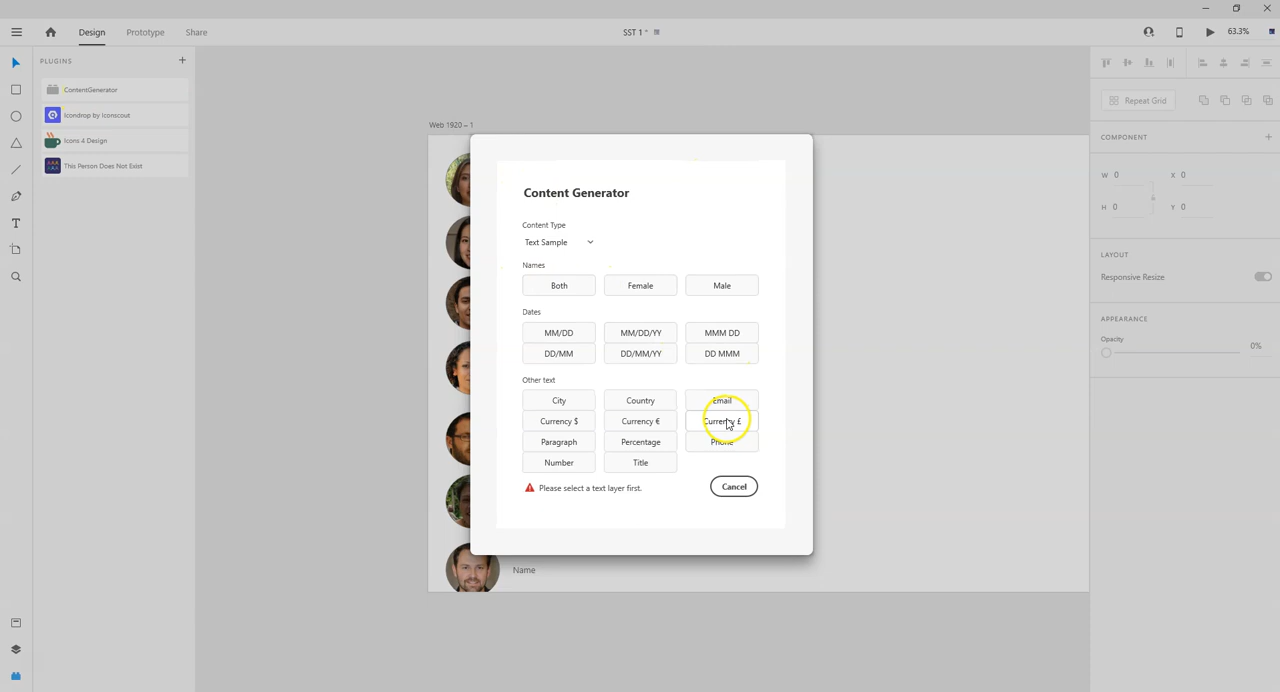 Design Prototype Share SST 1 * 63.3%
PLUGINS +
ContentGenerator
Icondrop by Iconscout
Icons 4 Design
This Person Does Not Exist
T
Web 1920 – 1
Content Generator
Content Type
Text Sample
Names
Both Female Male
Dates
MM/DD MM/DD/YY MMM DD
DD/MM DD/MM/YY DD MMM
Other text
City Country Email
Currency $ Currency € Currency £
Paragraph Percentage Phone
Number Title
Please select a text layer first. Cancel
Name
Repeat Grid
COMPONENT +
W 0 X 0
H 0 Y 0
LAYOUT
Responsive Resize
APPEARANCE
Opacity
0%